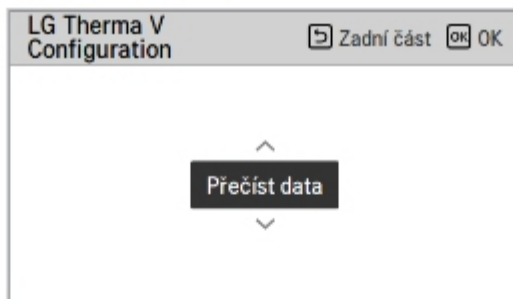 LG Therma V
Configuration
Zadní část OK OK
Přečíst data